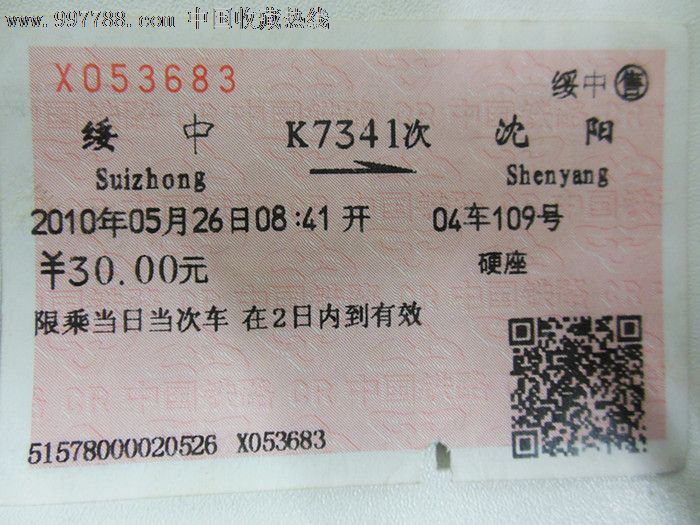 www.997788.com 中国收藏热线
X053683
绥中 售
绥中 K7341次 沈阳
Suizhong Shenyang
2010年05月26日08:41开 04车109号
¥30.00元 硬座
限乘当日当次车 在2日内到有效
51578000020526 X053683